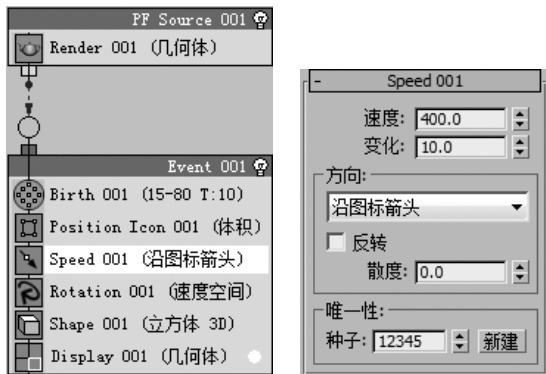 PF Source 001
Render 001 (几何体)
Event 001
Birth 001 (15-80 T:10)
Position Icon 001 (体积)
Speed 001 (沿图标箭头)
Rotation 001 (速度空间)
Shape 001 (立方体 3D)
Display 001 (几何体)
- Speed 001
速度: 400.0
变化: 10.0
方向:
沿图标箭头
反转
散度: 0.0
唯一性:
种子: 12345 新建